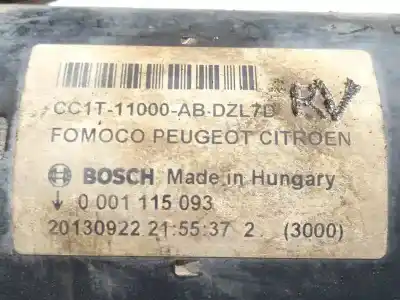 CC1T-11000-AB-DZL7D
RV
FOMOCO PEUGEOT CITROEN
BOSCH Made in Hungary
↓ 0 001 115 093
20130922 21:55:37 2 (3000)